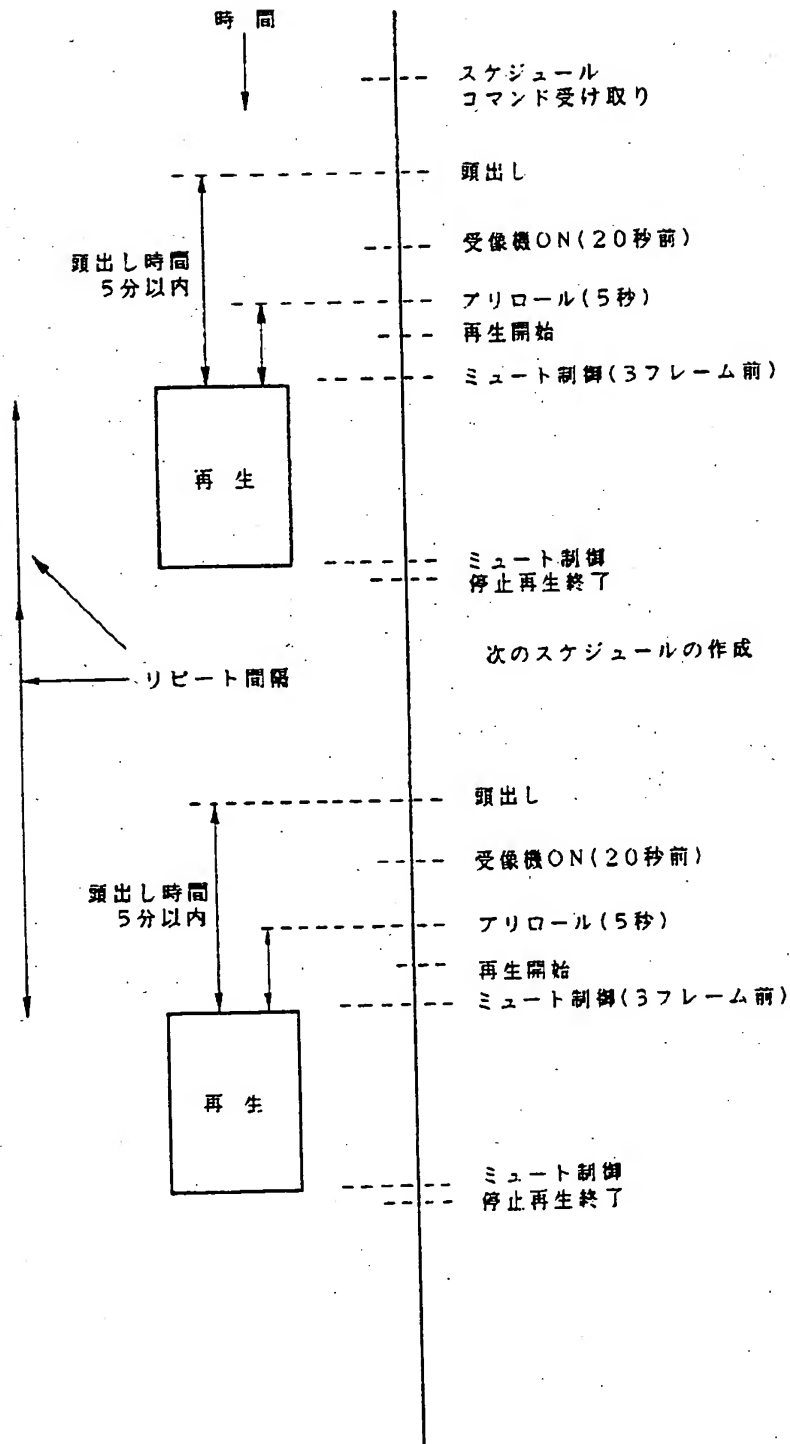 時間
スケジュール
コマンド受け取り
頭出し
受像機ON(20秒前)
頭出し時間
5分以内
プリロール(5秒)
再生開始
ミュート制御(3フレーム前)
再生
ミュート制御
停止再生終了
次のスケジュールの作成
リピート間隔
頭出し
受像機ON(20秒前)
頭出し時間
5分以内
プリロール(5秒)
再生開始
ミュート制御(3フレーム前)
再生
ミュート制御
停止再生終了